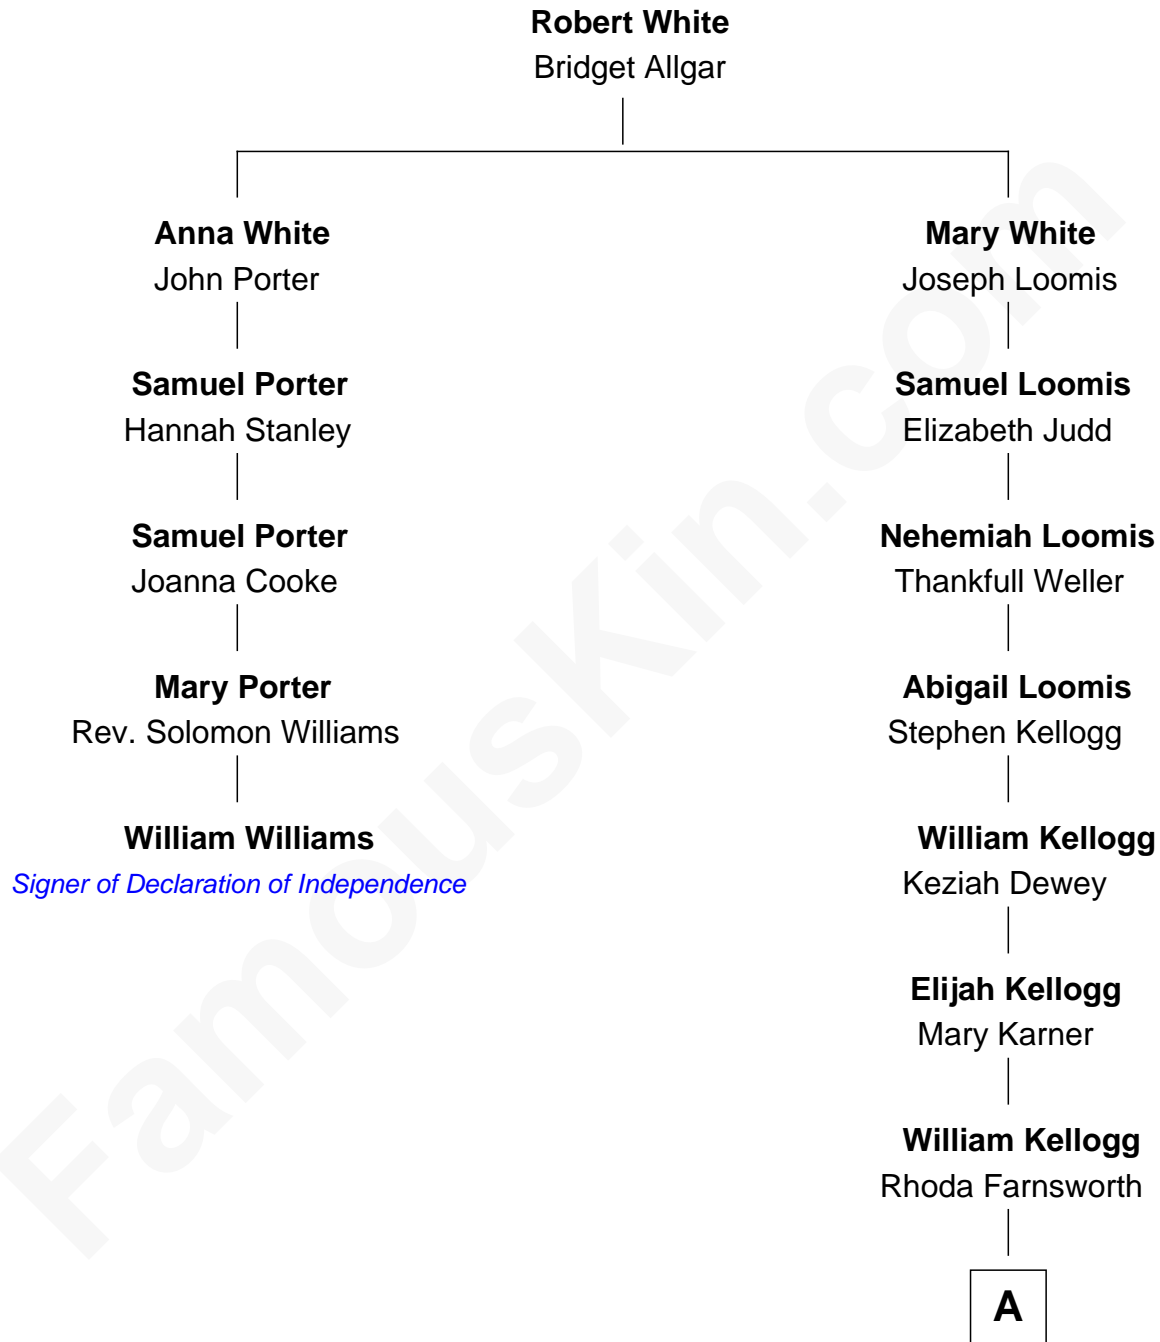 Robert White
Bridget Allgar
Anna White
John Porter
Samuel Porter
Hannah Stanley
Samuel Porter
Joanna Cooke
Mary Porter
Rev. Solomon Williams
William Williams
Signer of Declaration of Independence
Mary White
Joseph Loomis
Samuel Loomis
Elizabeth Judd
Nehemiah Loomis
Thankfull Weller
Abigail Loomis
Stephen Kellogg
William Kellogg
Keziah Dewey
Elijah Kellogg
Mary Karner
William Kellogg
Rhoda Farnsworth
A
FamousKin.com